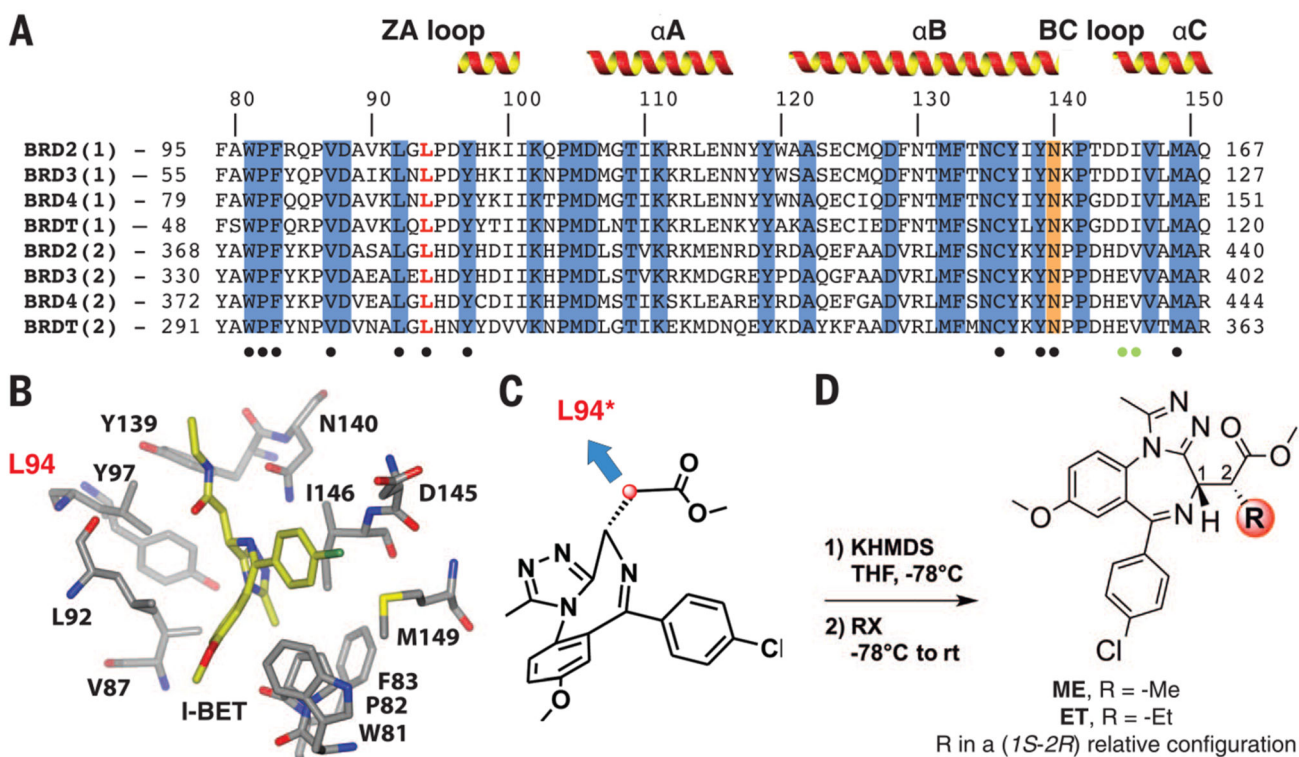 A
ZA loop αA αB BC loop αC
80 90 100 110 120 130 140 150
BRD2(1) – 95 FAWPFRQPVDAVKLGLPDYHKIIKQPMDMGTIKRRLENNYYWAASECMQDFNTMFTNCYIYNKPTDDIVLMAQ 167
BRD3(1) – 55 FAWPFYQPVDAIKLNLPDYHKIIKNPMDMGTIKKRLENNYYWSASECMQDFNTMFTNCYIYNKPTDDIVLMAQ 127
BRD4(1) – 79 FAWPFQQPVDAVKLNLPDYYKIIKTPMDMGTIKKRLENNYYWNAQECIQDFNTMFTNCYIYNKPGDDIVLMAE 151
BRDT(1) – 48 FSWPFQRPVDAVKLQLPDYYTIIKNPMDLNTIKKRLENKYYAKASECIEDFNTMFSNCYLYNKPGDDIVLMAQ 120
BRD2(2) – 368 YAWPFYKPVDASALGLHDYHDIIKHPMDLSTVKRKMENRDYRDAQEFAADVRLMFSNCYKYNPPDHDVVAMAR 440
BRD3(2) – 330 YAWPFYKPVDAEALELHDYHDIIKHPMDLSTVKRKMDGREYPDAQGFAADVRLMFSNCYKYNPPDHEVVAMAR 402
BRD4(2) – 372 YAWPFYKPVDVEALGLHDYCDIIKHPMDMSTIKSKLEAREYRDAQEFGADVRLMFSNCYKYNPPDHEVVAMAR 444
BRDT(2) – 291 YAWPFYNPVDVNALGLHNYYDVVKNPMDLGTIKEKMDNQEYKDAYKFAADVRLMFMNCYKYNPPDHEVVTMAR 363
B
Y139
N140
L94
Y97
I146
D145
L92
M149
V87
F83
I-BET
P82
W81
C
L94*
O
O
N N
N
N
Cl
O
D
1) KHMDS
THF, -78°C
2) RX
-78°C to rt
N
N
N
O
O
1 2
O
N H
R
Cl
ME, R = -Me
ET, R = -Et
R in a (1S-2R) relative configuration